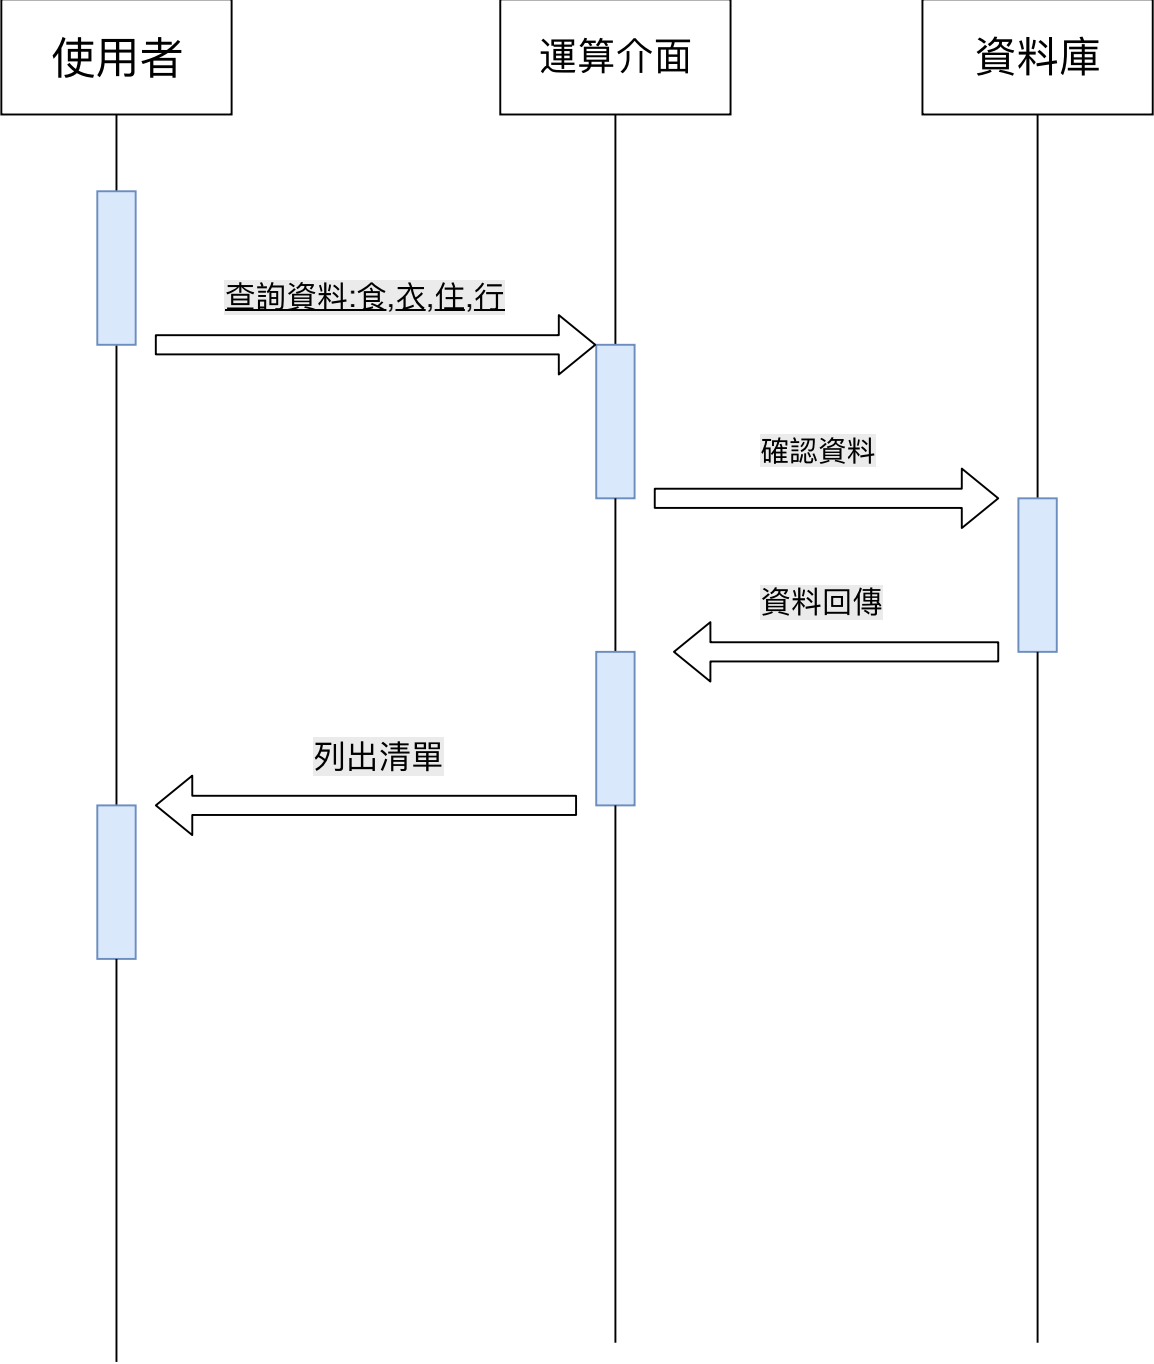 使用者
運算介面
資料庫
查詢資料:食,衣,住,行
確認資料
資料回傳
列出清單